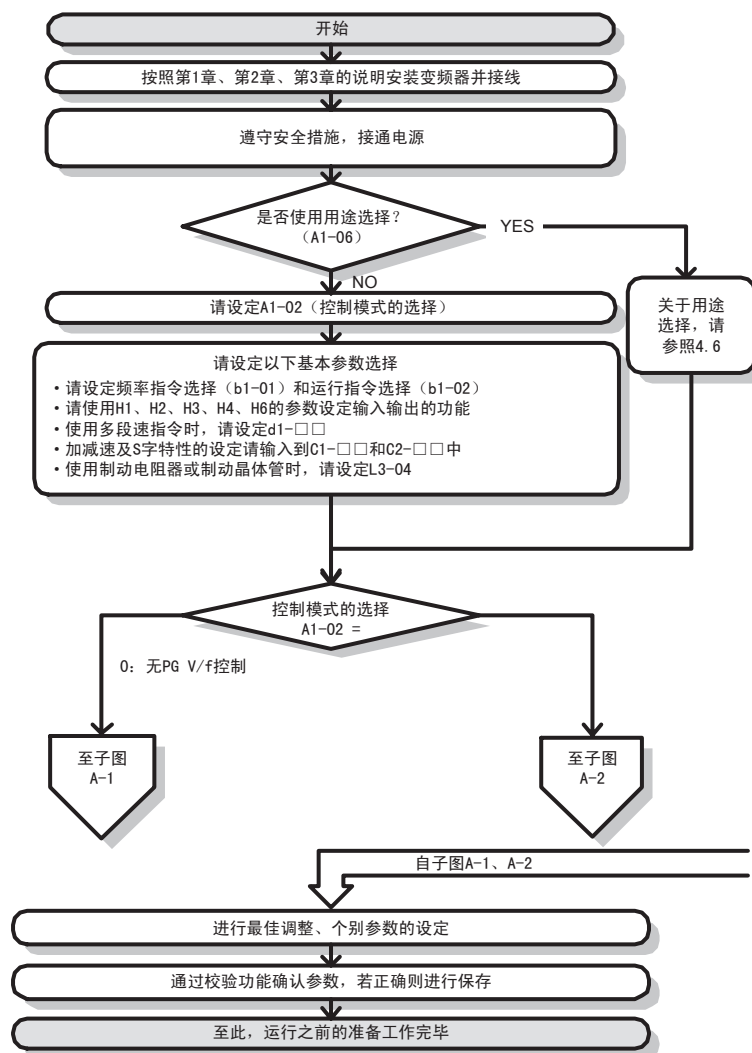 开始
按照第1章、第2章、第3章的说明安装变频器并接线
遵守安全措施，接通电源
是否使用用途选择？
（A1-06）
YES
NO
请设定A1-02（控制模式的选择）
关于用途
选择，请
参照4.6
请设定以下基本参数选择
・请设定频率指令选择（b1-01）和运行指令选择（b1-02）
・请使用H1、H2、H3、H4、H6的参数设定输入输出的功能
・使用多段速指令时，请设定d1-□□
・加减速及S字特性的设定请输入到C1-□□和C2-□□中
・使用制动电阻器或制动晶体管时，请设定L3-04
控制模式的选择
A1-02 =
0：无PG V/f控制
至子图
A-1
至子图
A-2
自子图A-1、A-2
进行最佳调整、个别参数的设定
通过校验功能确认参数，若正确则进行保存
至此，运行之前的准备工作完毕